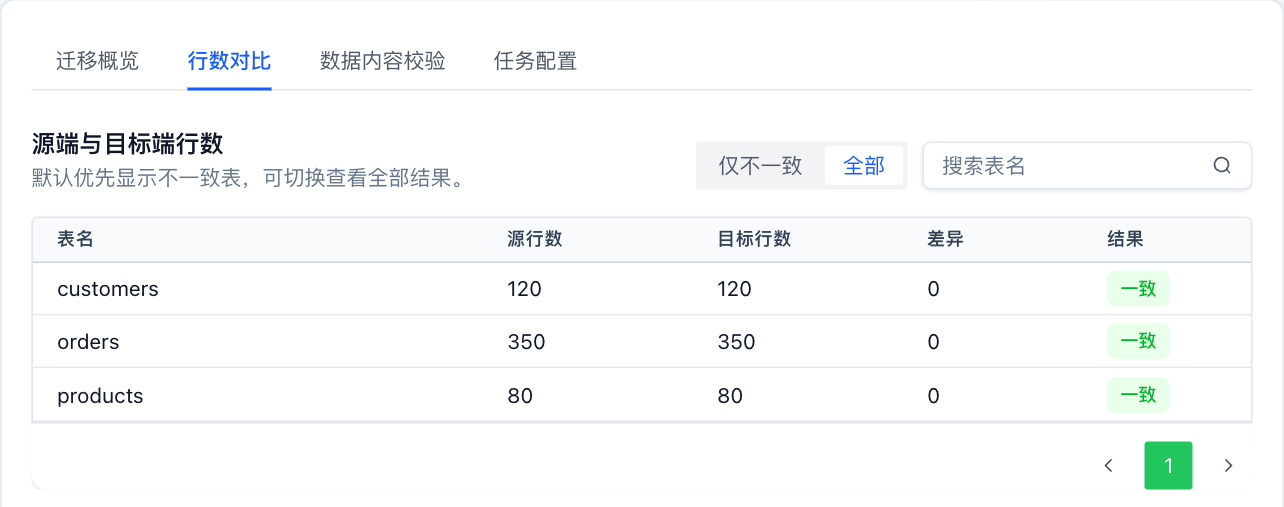 迁移概览 行数对比 数据内容校验 任务配置
源端与目标端行数
默认优先显示不一致表，可切换查看全部结果。
仅不一致 全部 搜索表名
表名 源行数 目标行数 差异 结果
customers 120 120 0 一致
orders 350 350 0 一致
products 80 80 0 一致
1